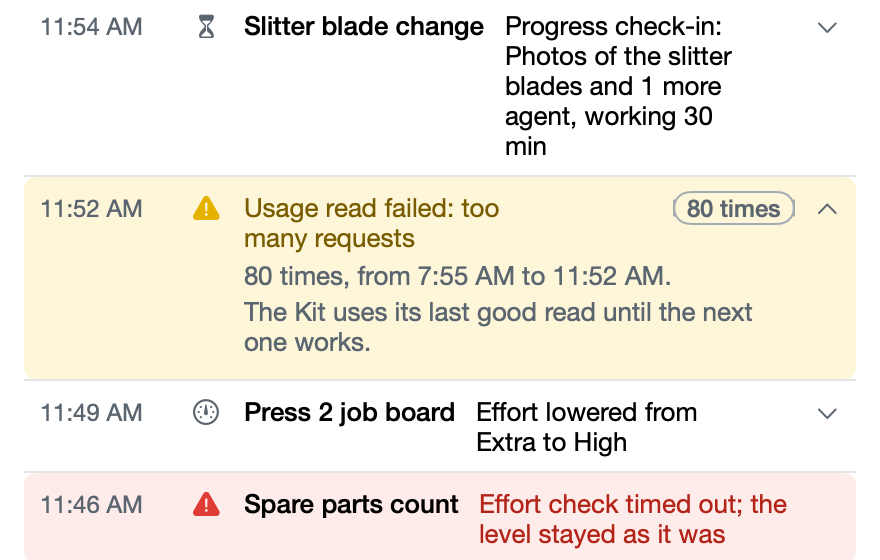 11:54 AM Slitter blade change Progress check-in:
Photos of the slitter
blades and 1 more
agent, working 30
min
11:52 AM Usage read failed: too 80 times
many requests
80 times, from 7:55 AM to 11:52 AM.
The Kit uses its last good read until the next
one works.
11:49 AM Press 2 job board Effort lowered from
Extra to High
11:46 AM Spare parts count Effort check timed out; the
level stayed as it was